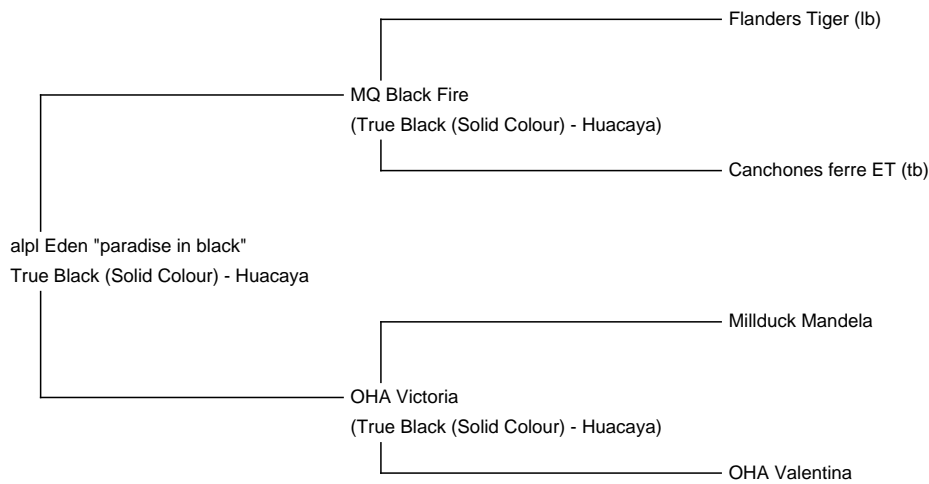 Flanders Tiger (lb)
MQ Black Fire
(True Black (Solid Colour) - Huacaya)
Canchones ferre ET (tb)
alpl Eden "paradise in black"
True Black (Solid Colour) - Huacaya
Millduck Mandela
OHA Victoria
(True Black (Solid Colour) - Huacaya)
OHA Valentina